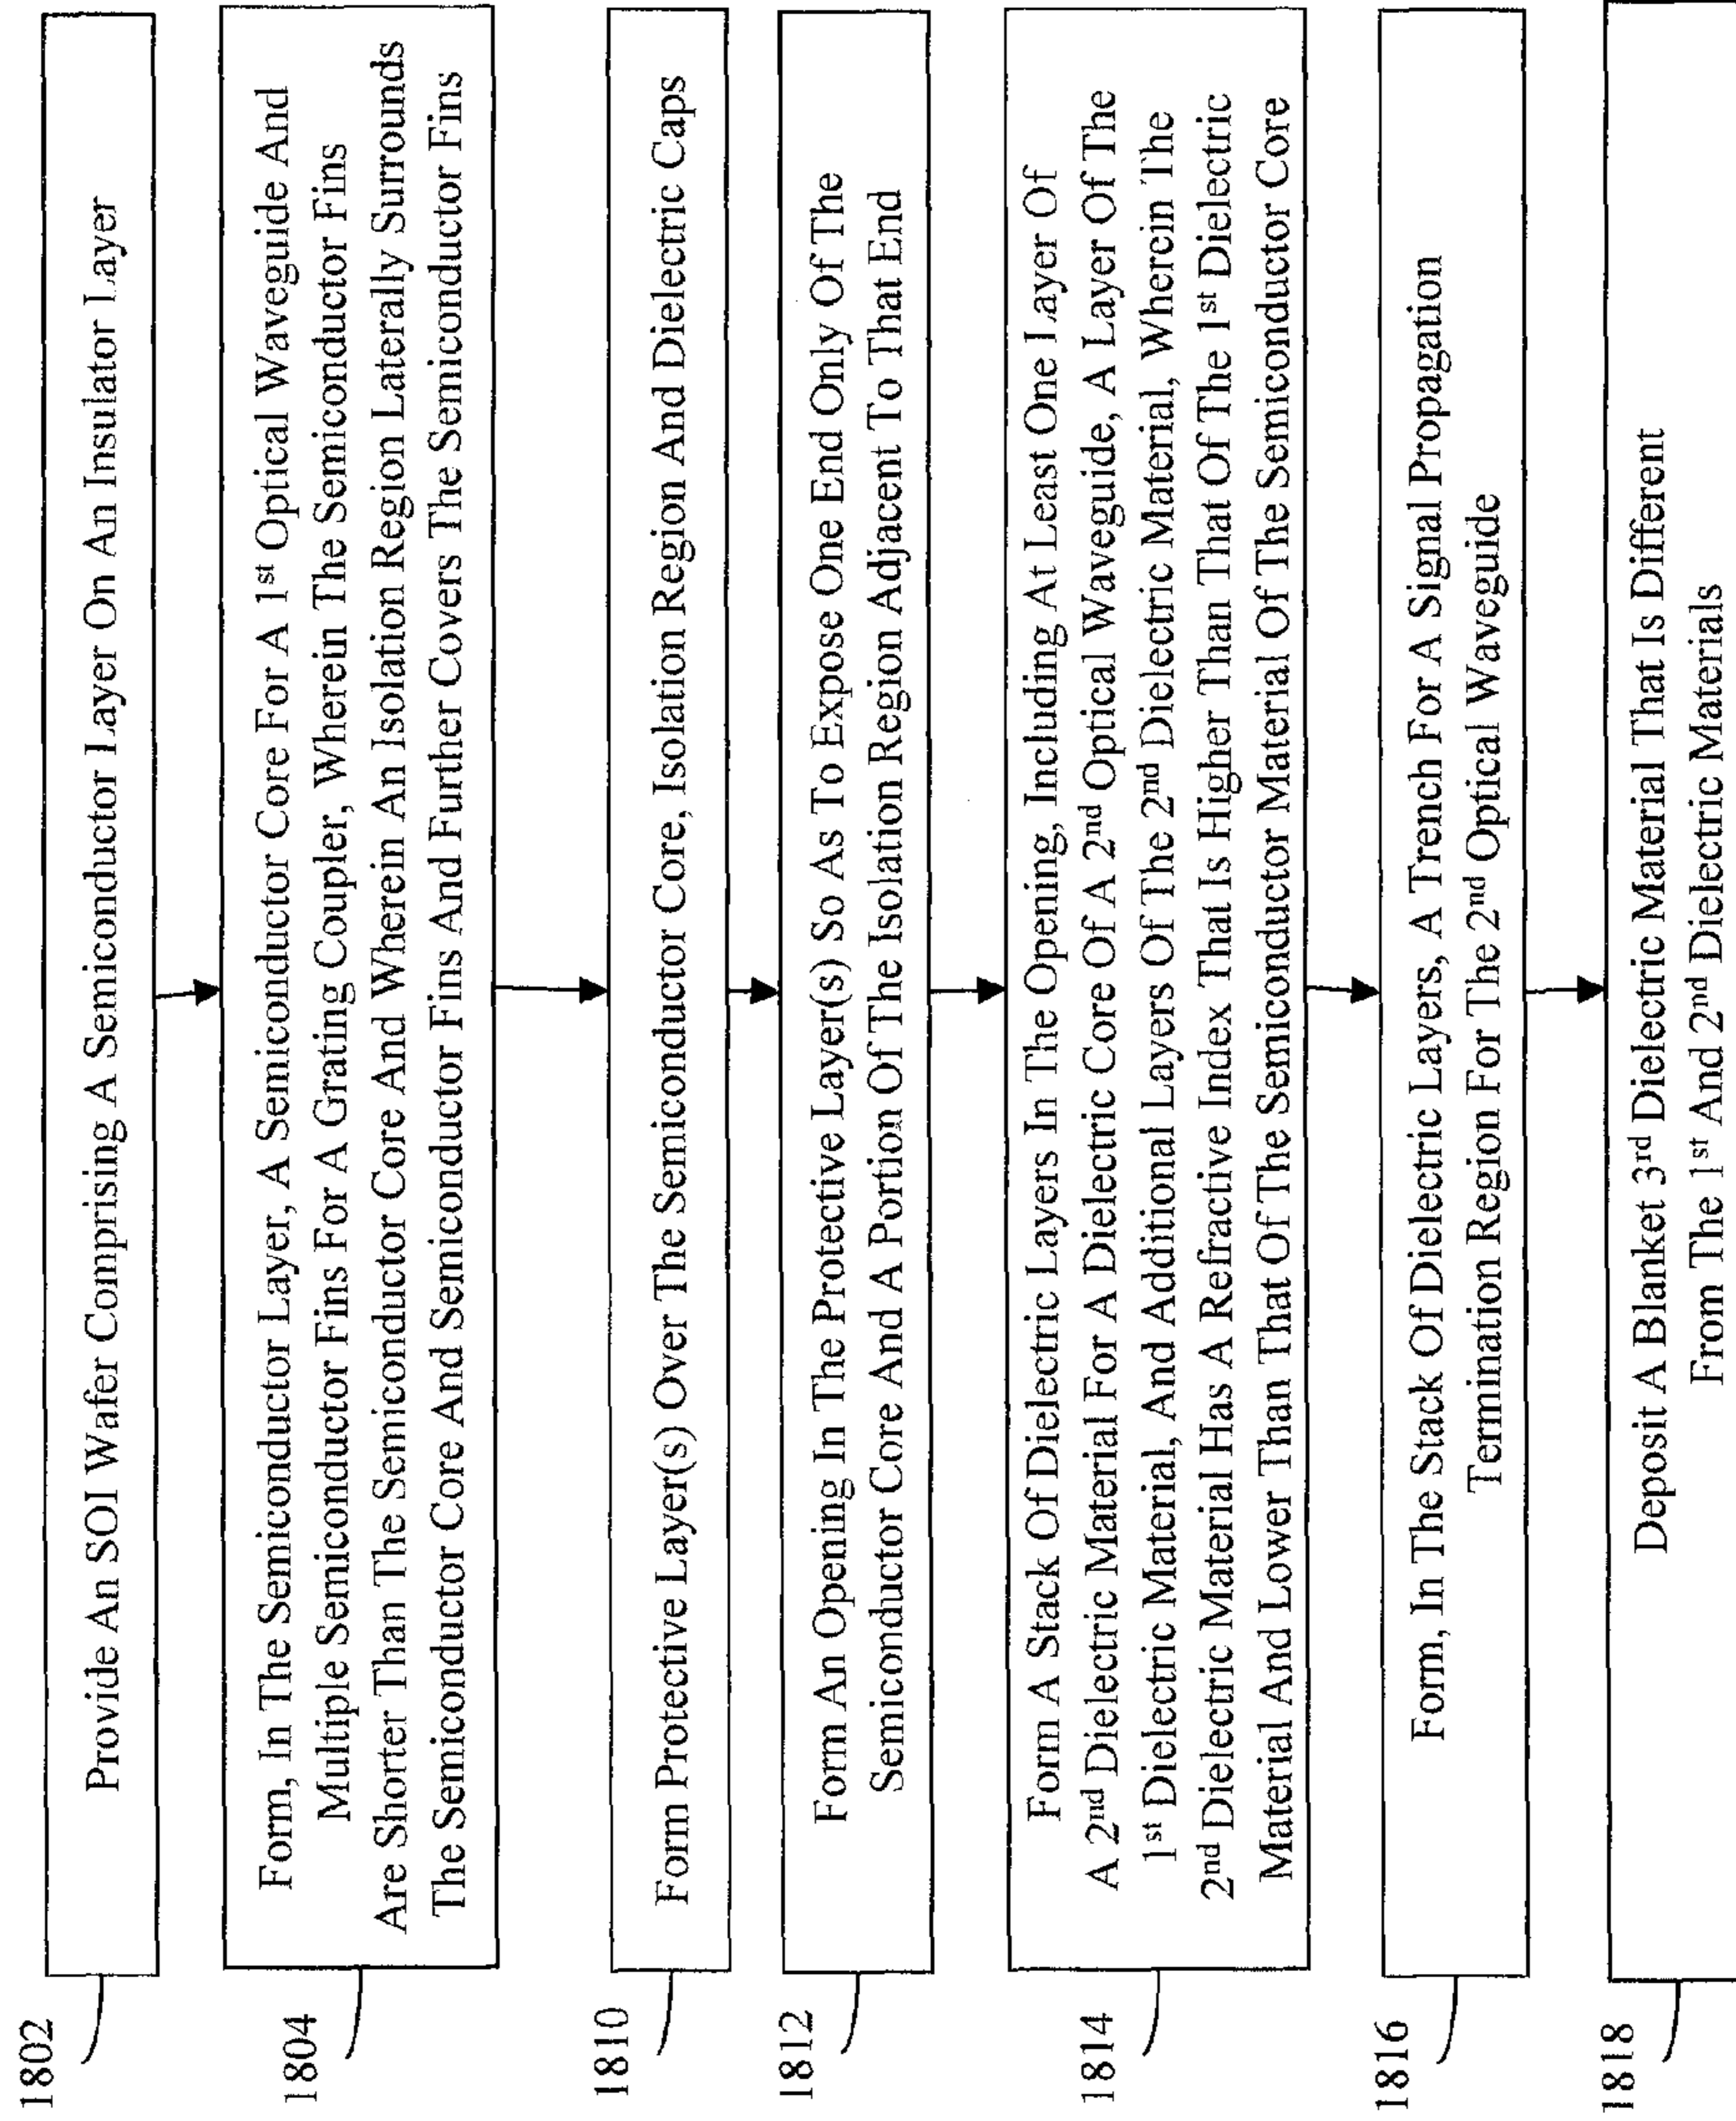 1802
Provide An SOI Wafer Comprising A Semiconductor Layer On An Insulator Layer
1804
Form, In The Semiconductor Layer, A Semiconductor Core For A 1st Optical Waveguide And
Multiple Semiconductor Fins For A Grating Coupler, Wherein The Semiconductor Fins
Are Shorter Than The Semiconductor Core And Wherein An Isolation Region Laterally Surrounds
The Semiconductor Core And Semiconductor Fins And Further Covers The Semiconductor Fins
1810
Form Protective Layer(s) Over The Semiconductor Core, Isolation Region And Dielectric Caps
1812
Form An Opening In The Protective Layer(s) So As To Expose One End Only Of The
Semiconductor Core And A Portion Of The Isolation Region Adjacent To That End
1814
Form A Stack Of Dielectric Layers In The Opening, Including At Least One Layer Of
A 2nd Dielectric Material For A Dielectric Core Of A 2nd Optical Waveguide, A Layer Of The
1st Dielectric Material, And Additional Layers Of The 2nd Dielectric Material, Wherein The
2nd Dielectric Material Has A Refractive Index That Is Higher Than That Of The 1st Dielectric
Material And Lower Than That Of The Semiconductor Material Of The Semiconductor Core
1816
Form, In The Stack Of Dielectric Layers, A Trench For A Signal Propagation
Termination Region For The 2nd Optical Waveguide
1818
Deposit A Blanket 3rd Dielectric Material That Is Different
From The 1st And 2nd Dielectric Materials